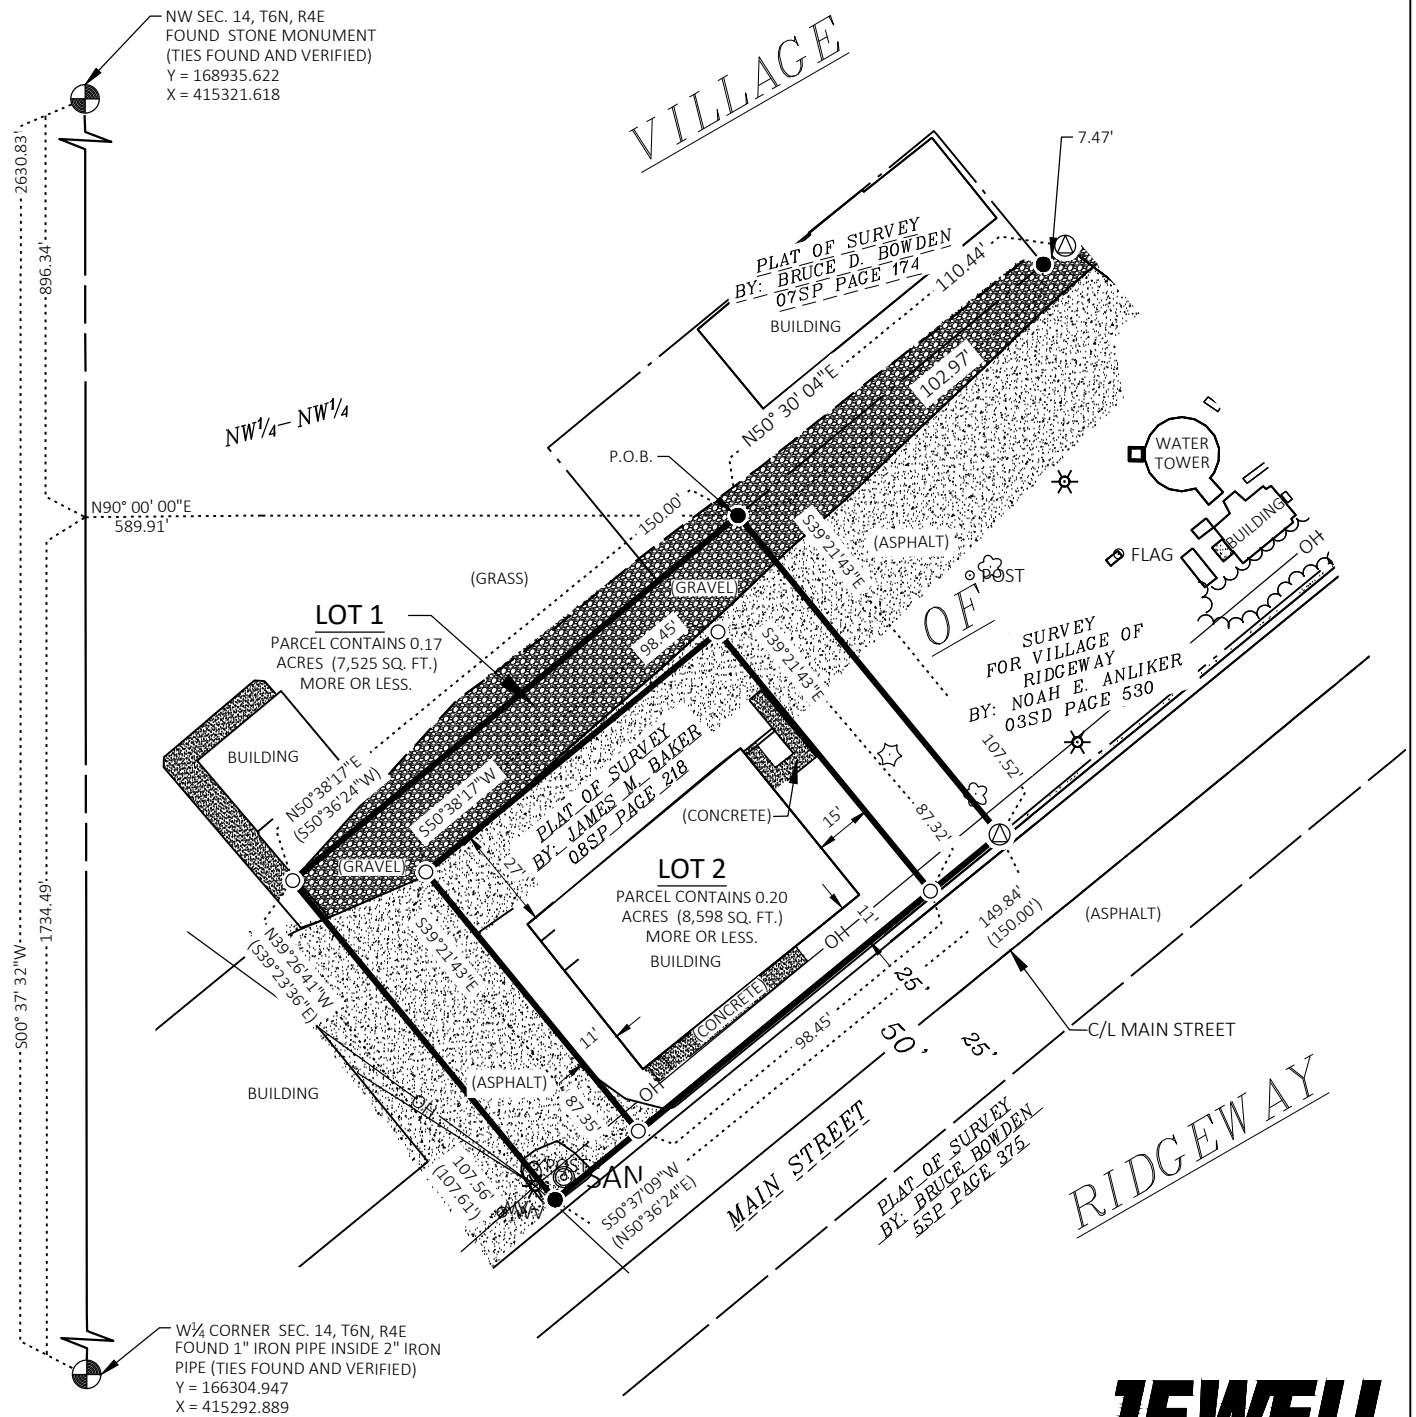 NW SEC. 14, T6N, R4E
FOUND STONE MONUMENT
(TIES FOUND AND VERIFIED)
Y = 168935.622
X = 415321.618
VILLAGE
7.47'
2630.83'
896.34'
PLAT OF SURVEY
BY: BRUCE D. BOWDEN
07SP PAGE 174
BUILDING
110.44'
102.97'
N50° 30' 04"E
NW¼– NW¼
P.O.B.
WATER
TOWER
BUILDING
OH
FLAG
POST
N90° 00' 00"E
589.91'
150.00'
S39°21'43"E
(ASPHALT)
(GRASS)
(GRAVEL)
OF
LOT 1
PARCEL CONTAINS 0.17
ACRES (7,525 SQ. FT.)
MORE OR LESS.
98.45'
S39°21'43"E
SURVEY
FOR VILLAGE OF
RIDGEWAY
BY: NOAH E. ANLIKER
03SD PAGE 530
BUILDING
N50°38'17"E
(S50°36'24"W)
S50°38'17"W
PLAT OF SURVEY
BY: JAMES M. BAKER
08SP PAGE 218
107.52'
(CONCRETE)
15'
87.32'
(GRAVEL)
27'
LOT 2
PARCEL CONTAINS 0.20
ACRES (8,598 SQ. FT.)
MORE OR LESS.
BUILDING
11'
OH
149.84'
(150.00')
(ASPHALT)
N39°26'41"W
(S39°23'36"E)
S39°21'43"E
(CONCRETE)
25'
S00° 37' 32"W
1734.49'
11'
98.45'
50'
25'
C/L MAIN STREET
BUILDING
(ASPHALT)
OH
87.35'
OH
MAIN STREET
PLAT OF SURVEY
BY: BRUCE BOWDEN
5SP PAGE 375
RIDGEWAY
107.56'
(107.61')
POST
SAN
S50°37'09"W
(N50°36'24"E)
W¼ CORNER SEC. 14, T6N, R4E
FOUND 1" IRON PIPE INSIDE 2" IRON
PIPE (TIES FOUND AND VERIFIED)
Y = 166304.947
X = 415292.889
JEWELL